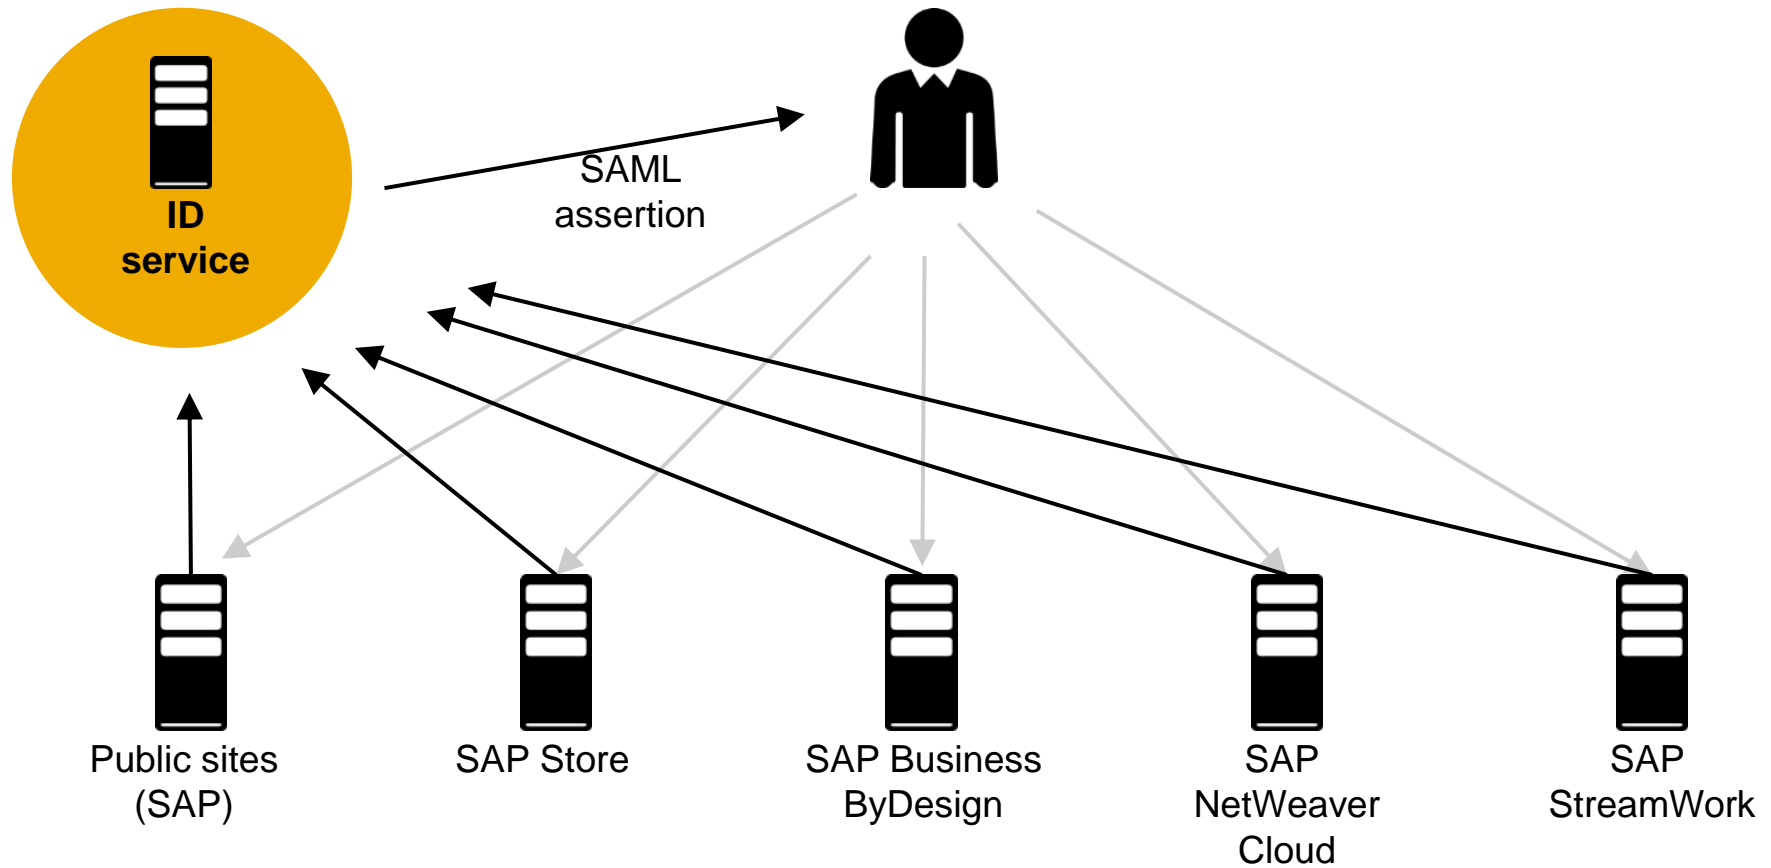 ID
service
SAML
assertion
Public sites
(SAP)
SAP Store
SAP Business
ByDesign
SAP
NetWeaver
Cloud
SAP
StreamWork